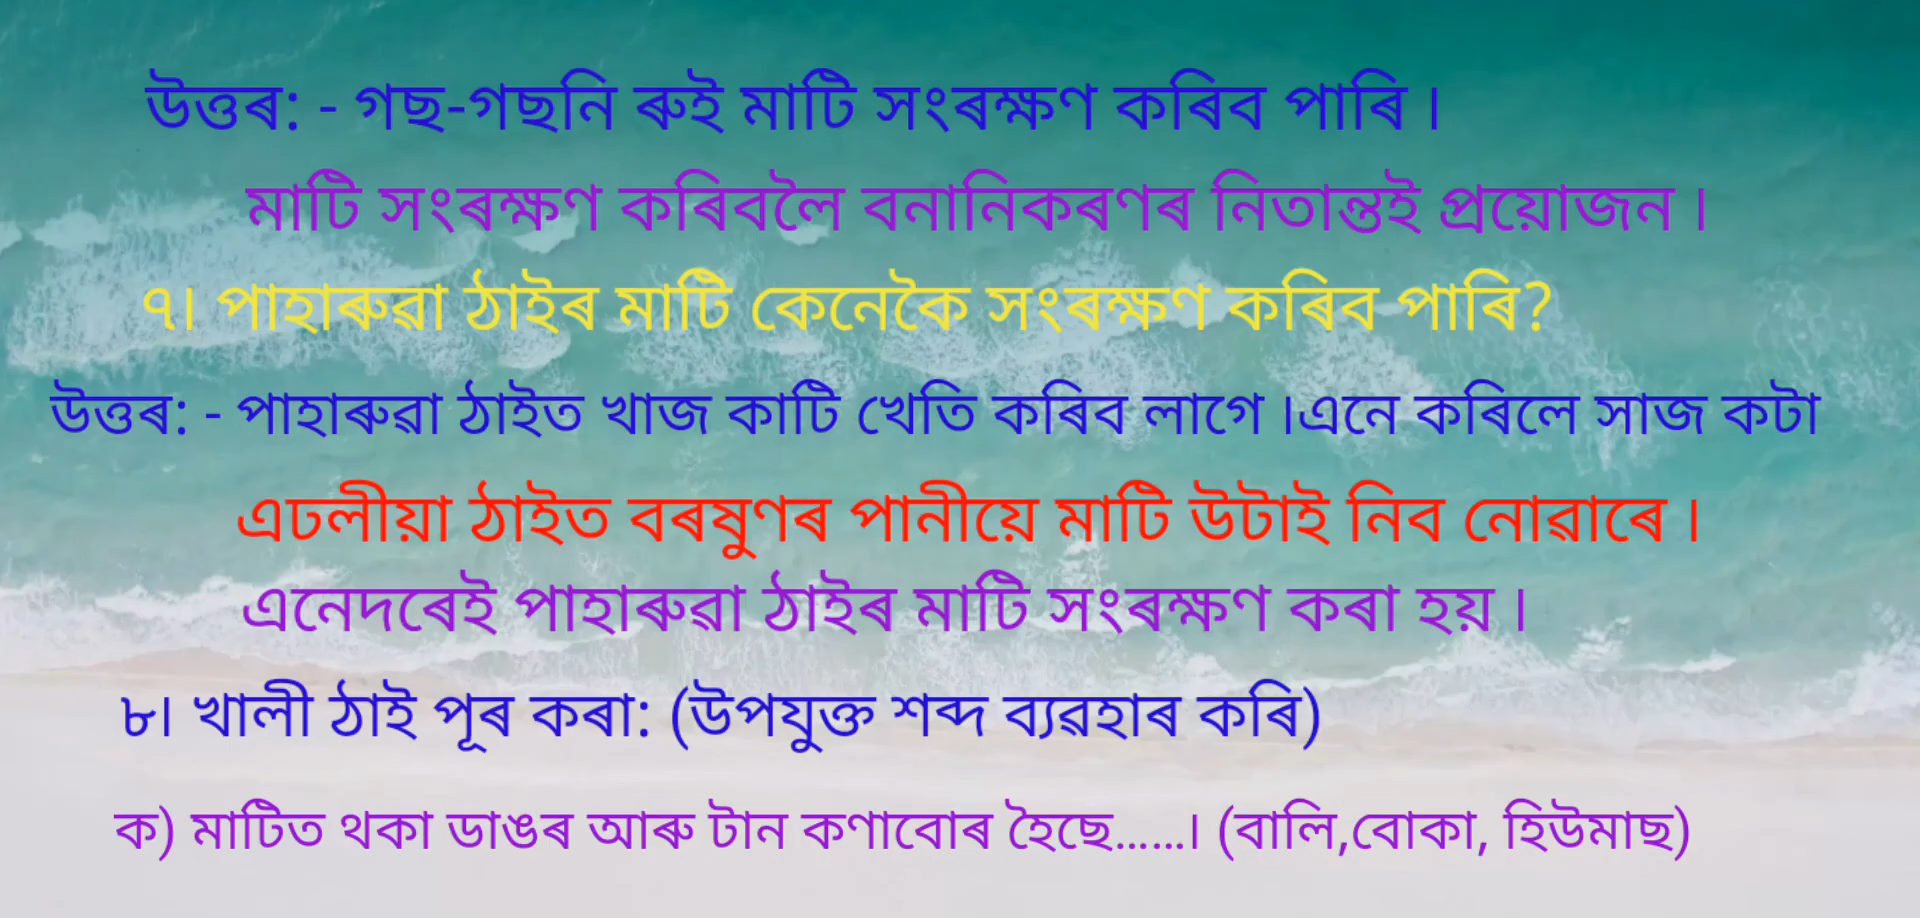 উত্তৰ: - গছ-গছনি ৰুই মাটি সংৰক্ষণ কৰিব পাৰি ।
মাটি সংৰক্ষণ কৰিবলৈ বনানিকৰণৰ নিতান্তই প্ৰয়োজন ।
৭। পাহাৰুৱা ঠাইৰ মাটি কেনেকৈ সংৰক্ষণ কৰিব পাৰি?
উত্তৰ: - পাহাৰুৱা ঠাইত খাজ কাটি খেতি কৰিব লাগে ।এনে কৰিলে সাজ কটা
এঢলীয়া ঠাইত বৰষুণৰ পানীয়ে মাটি উটাই নিব নোৱাৰে ।
এনেদৰেই পাহাৰুৱা ঠাইৰ মাটি সংৰক্ষণ কৰা হয় ।
৮। খালী ঠাই পূৰ কৰা: (উপযুক্ত শব্দ ব্যৱহাৰ কৰি)
ক) মাটিত থকা ডাঙৰ আৰু টান কণাবোৰ হৈছে......। (বালি,বোকা, হিউমাছ)